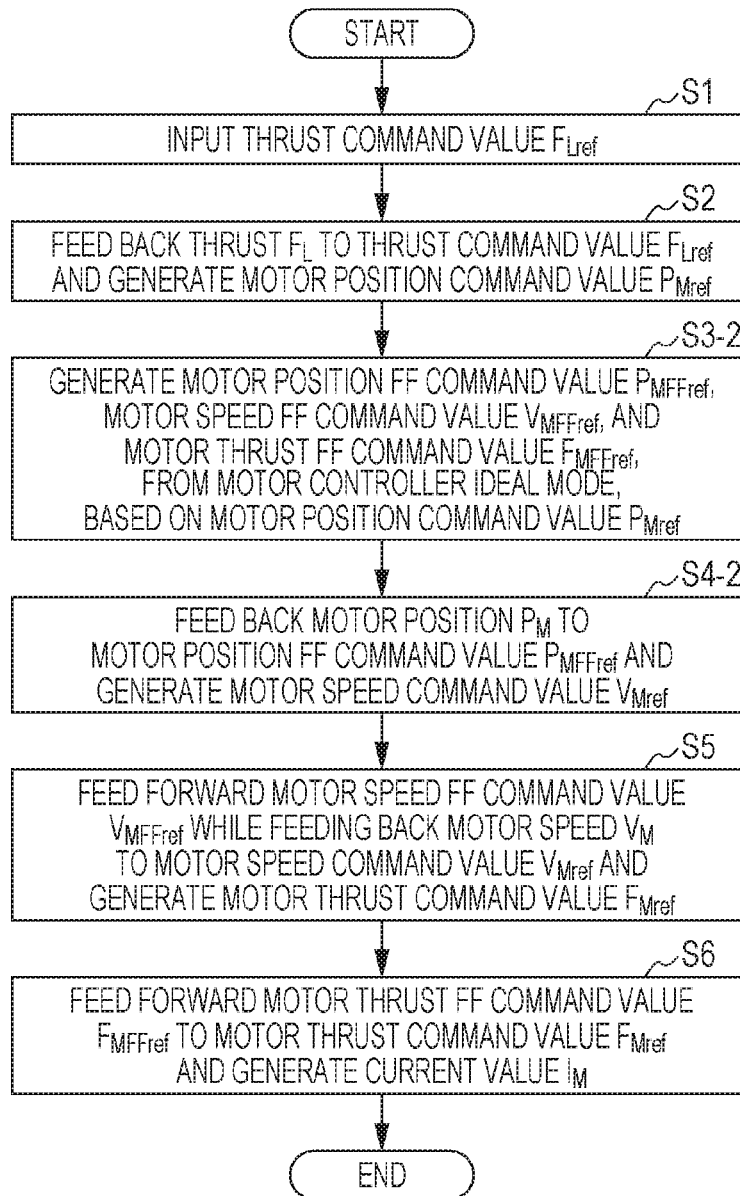 START
S1
INPUT THRUST COMMAND VALUE FLref
S2
FEED BACK THRUST FL TO THRUST COMMAND VALUE FLref
AND GENERATE MOTOR POSITION COMMAND VALUE PMref
S3-2
GENERATE MOTOR POSITION FF COMMAND VALUE PMFFref,
MOTOR SPEED FF COMMAND VALUE VMFFref, AND
MOTOR THRUST FF COMMAND VALUE FMFFref,
FROM MOTOR CONTROLLER IDEAL MODE,
BASED ON MOTOR POSITION COMMAND VALUE PMref
S4-2
FEED BACK MOTOR POSITION PM TO
MOTOR POSITION FF COMMAND VALUE PMFFref AND
GENERATE MOTOR SPEED COMMAND VALUE VMref
S5
FEED FORWARD MOTOR SPEED FF COMMAND VALUE
VMFFref WHILE FEEDING BACK MOTOR SPEED VM
TO MOTOR SPEED COMMAND VALUE VMref AND
GENERATE MOTOR THRUST COMMAND VALUE FMref
S6
FEED FORWARD MOTOR THRUST FF COMMAND VALUE
FMFFref TO MOTOR THRUST COMMAND VALUE FMref
AND GENERATE CURRENT VALUE IM
END